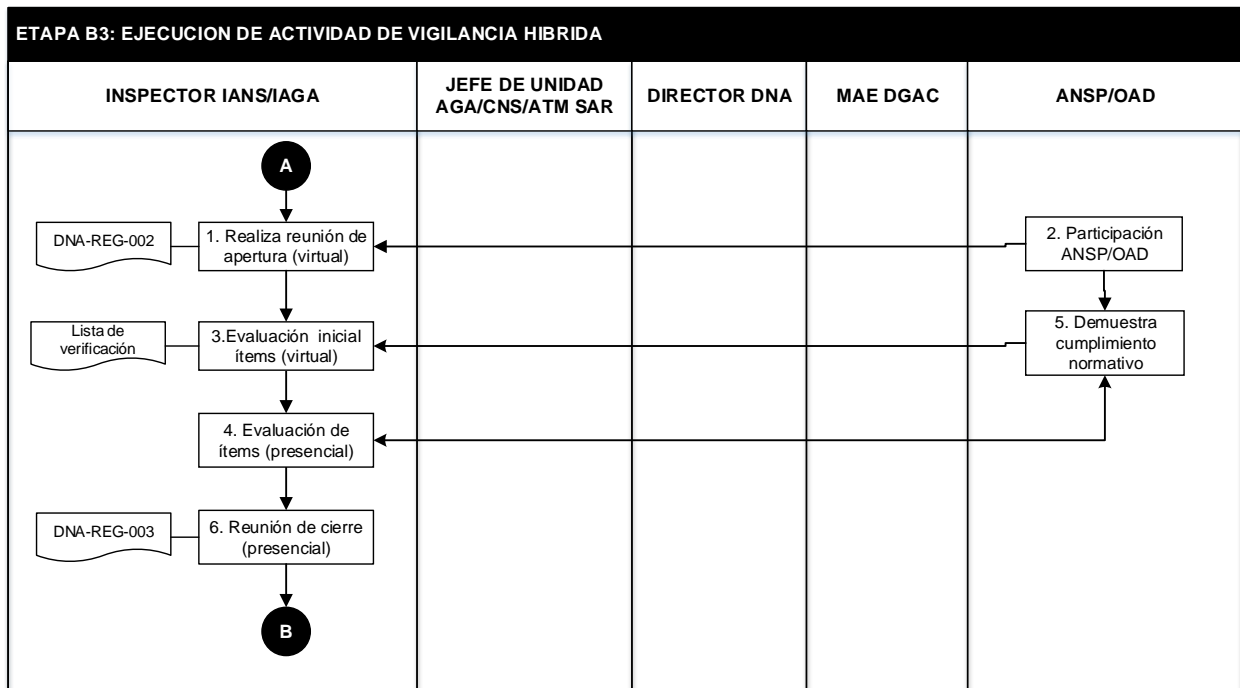 ETAPA B3: EJECUCION DE ACTIVIDAD DE VIGILANCIA HIBRIDA
INSPECTOR IANS/IAGA
JEFE DE UNIDAD
AGA/CNS/ATM SAR
DIRECTOR DNA
MAE DGAC
ANSP/OAD
A
DNA-REG-002
1. Realiza reunión de
apertura (virtual)
2. Participación
ANSP/OAD
Lista de
verificación
3.Evaluación inicial
ítems (virtual)
5. Demuestra
cumplimiento
normativo
4. Evaluación de
ítems (presencial)
DNA-REG-003
6. Reunión de cierre
(presencial)
B